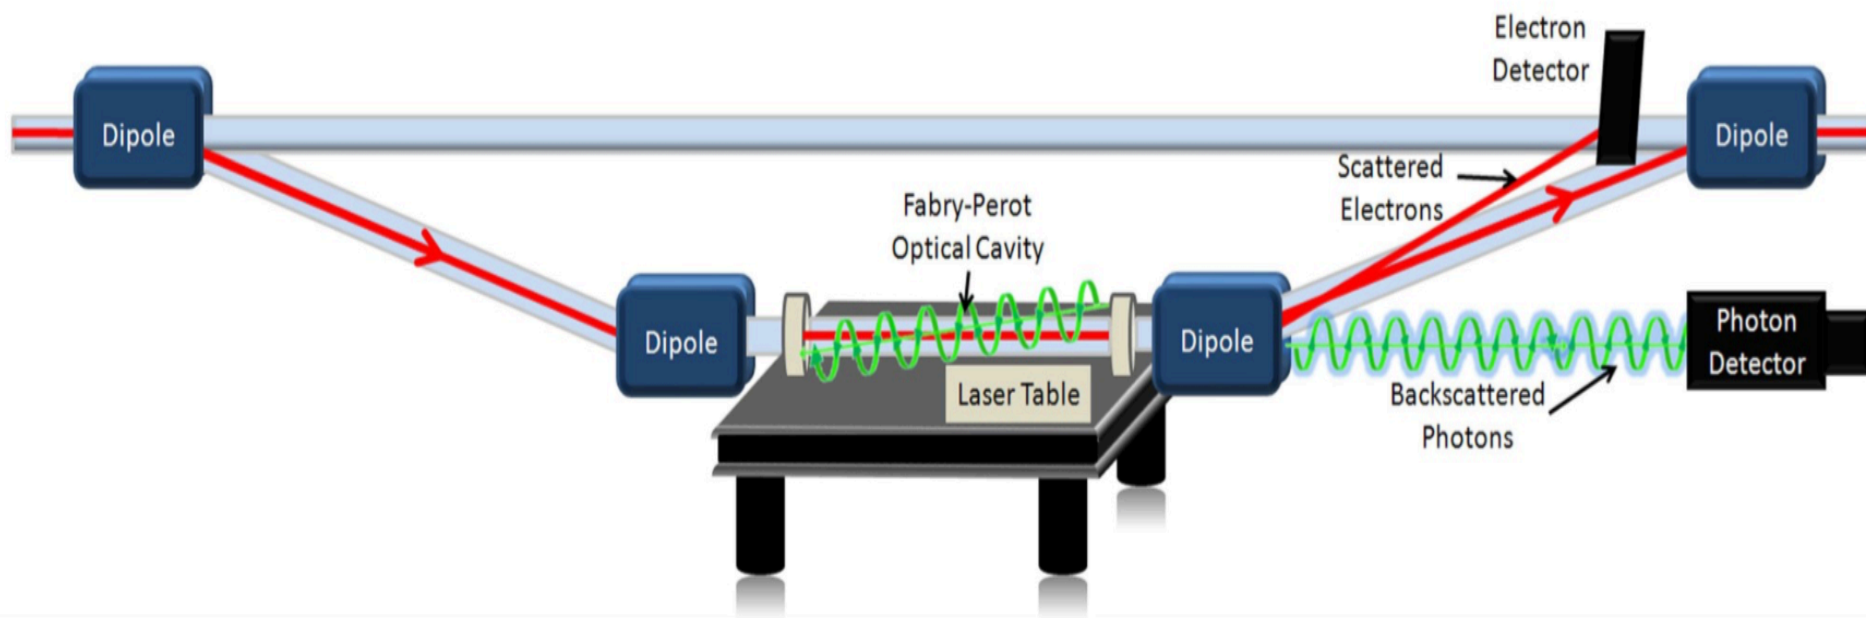 Electron
Detector
Dipole
Dipole
Scattered
Electrons
Fabry-Perot
Optical Cavity
Dipole
Dipole
Photon
Detector
Laser Table
Backscattered
Photons